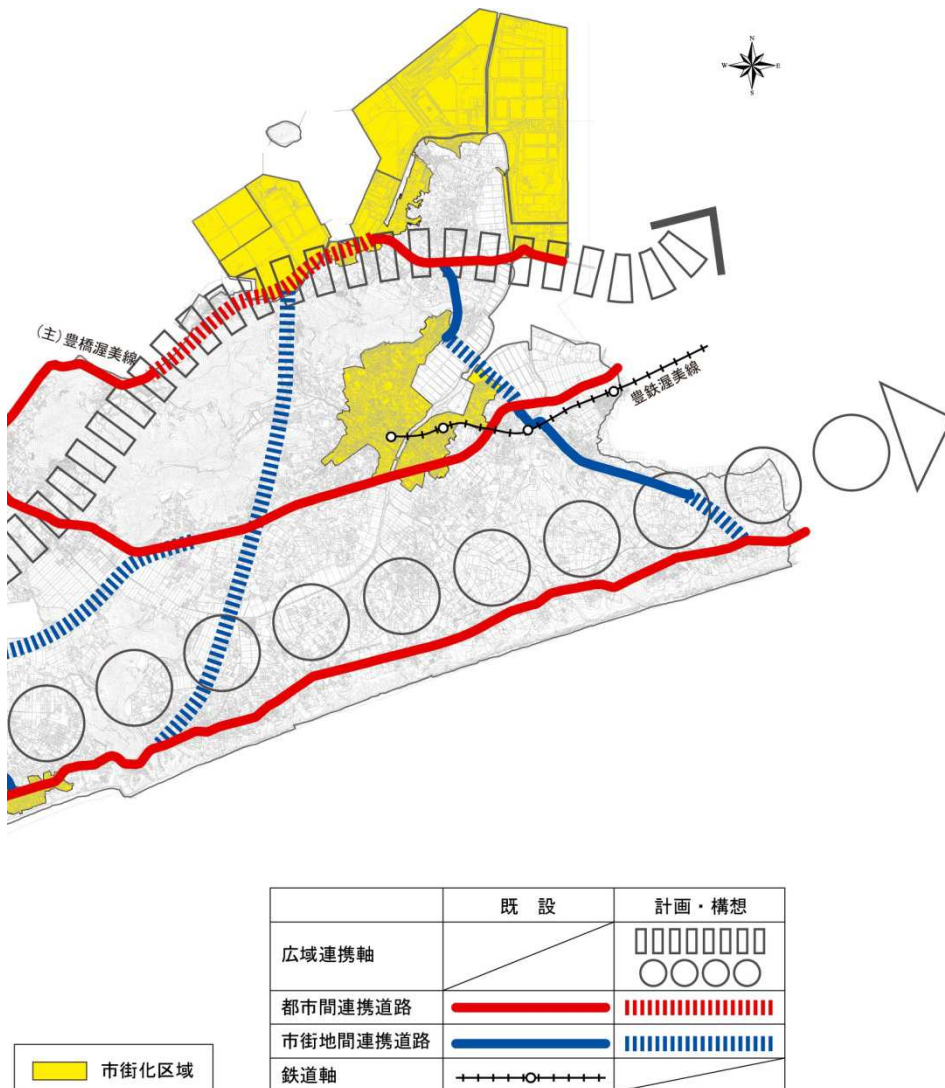 N
W E
S
(主)豊橋渥美線
豊鉄渥美線
既 設 計画・構想
広域連携軸
都市間連携道路
市街地間連携道路
鉄道軸
市街化区域